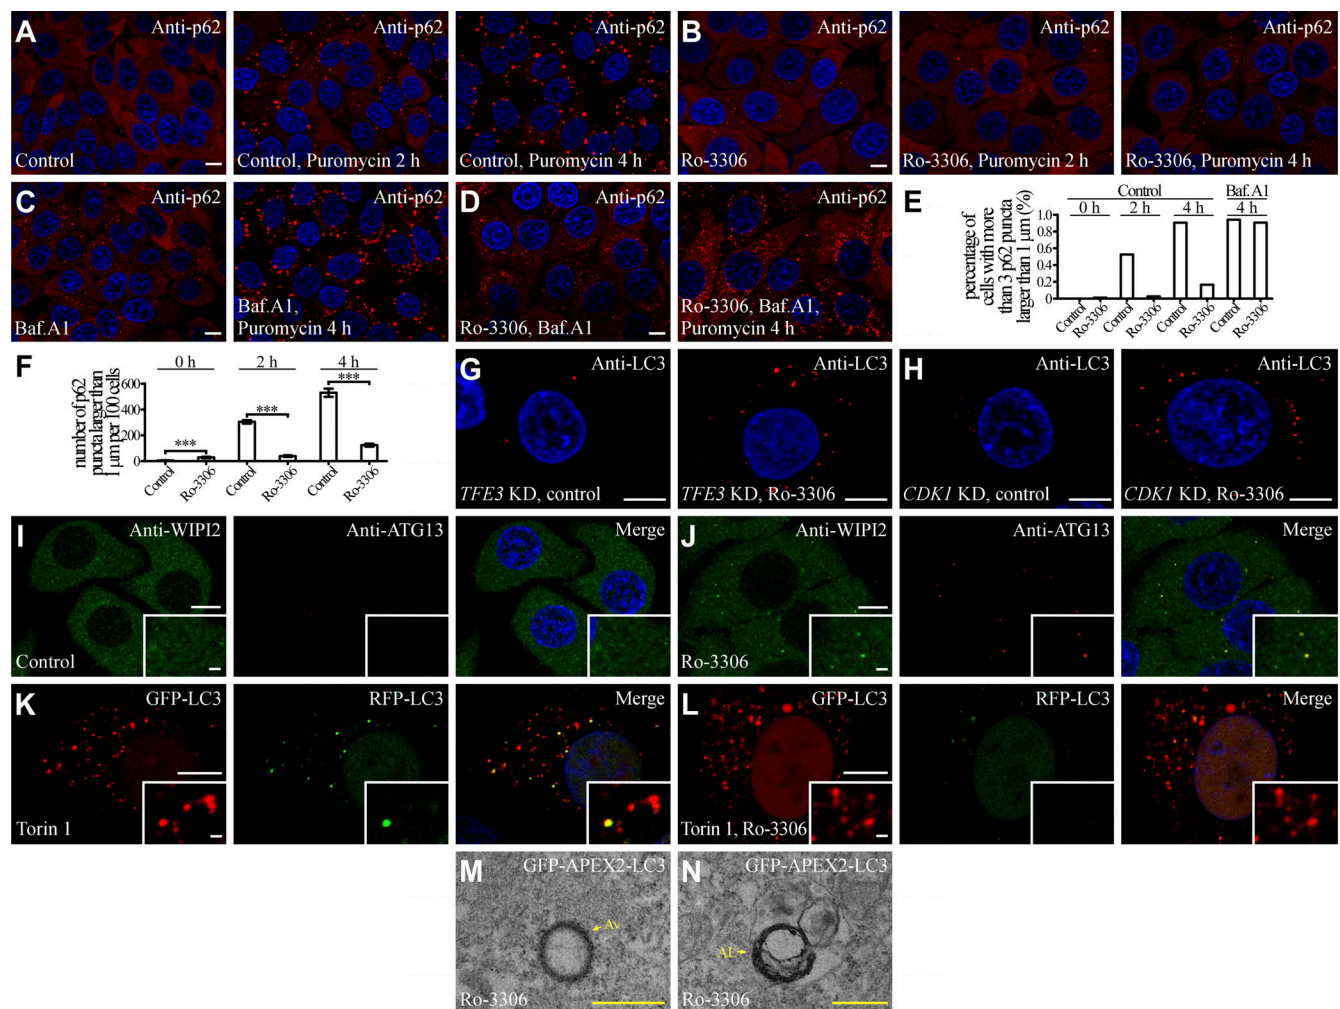 A
Anti-p62
Control
Anti-p62
Control, Puromycin 2 h
Anti-p62
Control, Puromycin 4 h
B
Anti-p62
Ro-3306
Anti-p62
Ro-3306, Puromycin 2 h
Anti-p62
Ro-3306, Puromycin 4 h
C
Anti-p62
Baf.A1
Anti-p62
Baf.A1,
Puromycin 4 h
D
Anti-p62
Ro-3306, Baf.A1
Anti-p62
Ro-3306, Baf.A1,
Puromycin 4 h
E
Control Baf.A1
0 h 2 h 4 h 4 h
percentage of
cells with more
than 3 p62 puncta
larger than 1 µm (%)
1.0
0.8
0.6
0.4
0.2
0
Control
Ro-3306
Control
Ro-3306
Control
Ro-3306
Control
Ro-3306
F
0 h 2 h 4 h
number of p62
puncta larger than
1 µm per 100 cells
600
400
200
0
***
***
***
Control
Ro-3306
Control
Ro-3306
Control
Ro-3306
G
Anti-LC3
TFE3 KD, control
Anti-LC3
TFE3 KD, Ro-3306
H
Anti-LC3
CDK1 KD, control
Anti-LC3
CDK1 KD, Ro-3306
I
Anti-WIPI2
Control
Anti-ATG13
Merge
J
Anti-WIPI2
Ro-3306
Anti-ATG13
Merge
K
GFP-LC3
Torin 1
RFP-LC3
Merge
L
GFP-LC3
Torin 1, Ro-3306
RFP-LC3
Merge
M
GFP-APEX2-LC3
Av
Ro-3306
N
GFP-APEX2-LC3
AL
Ro-3306